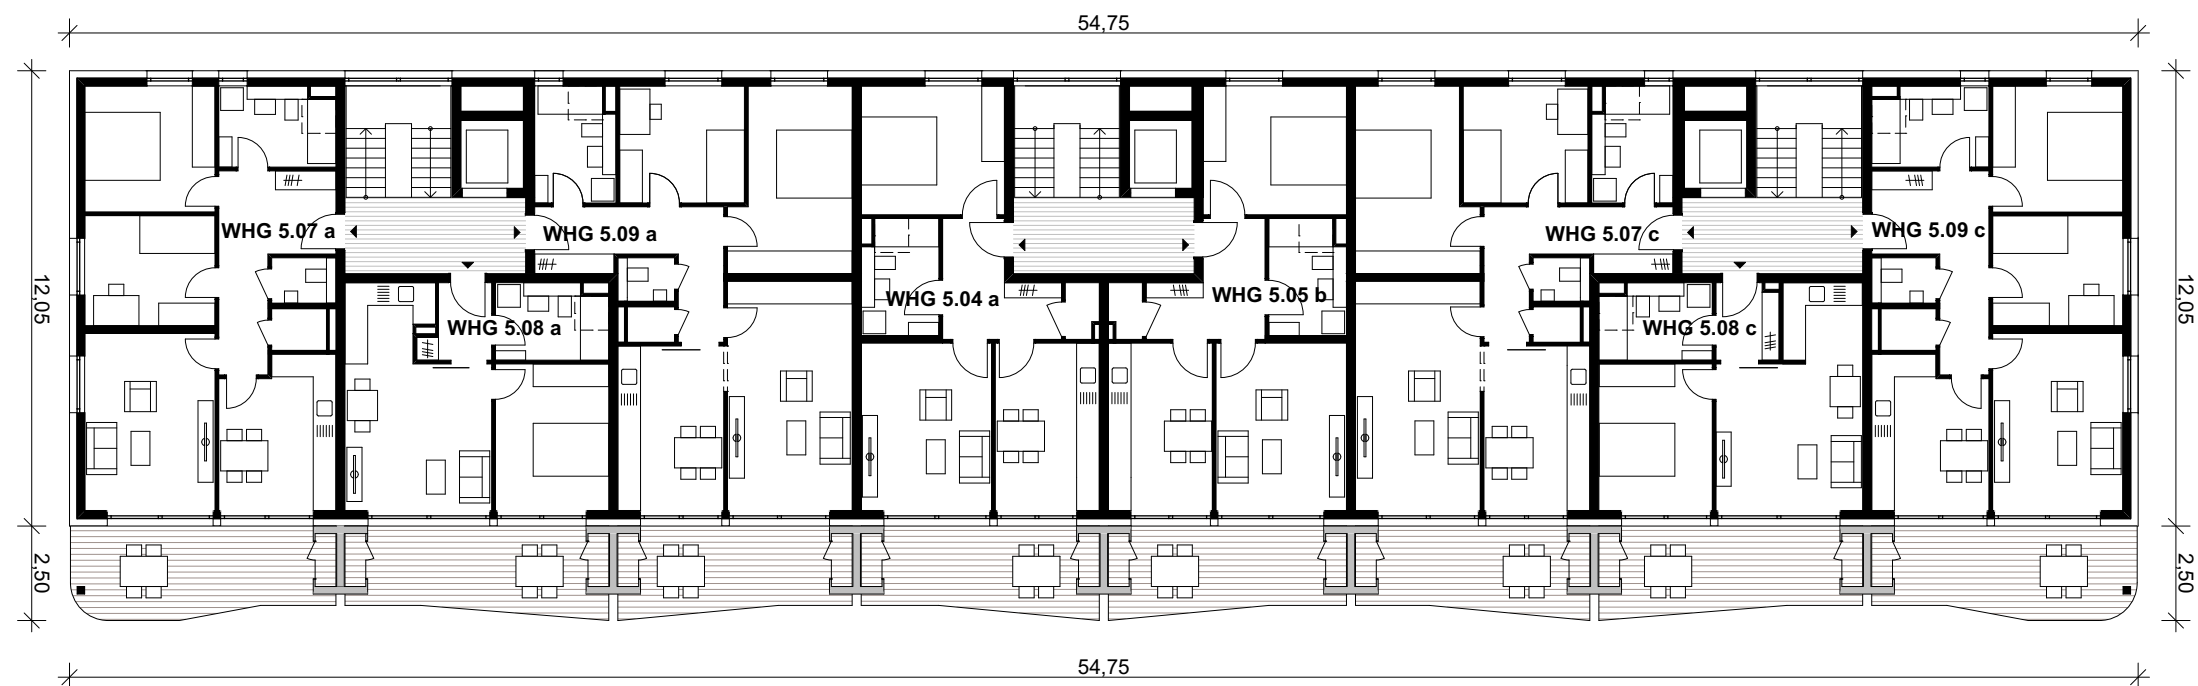 54,75
WHG 5.07 a
WHG 5.09 a
WHG 5.07 c
WHG 5.09 c
12,05
WHG 5.04 a
WHG 5.05 b
12,05
WHG 5.08 a
WHG 5.08 c
2,50
2,50
54,75